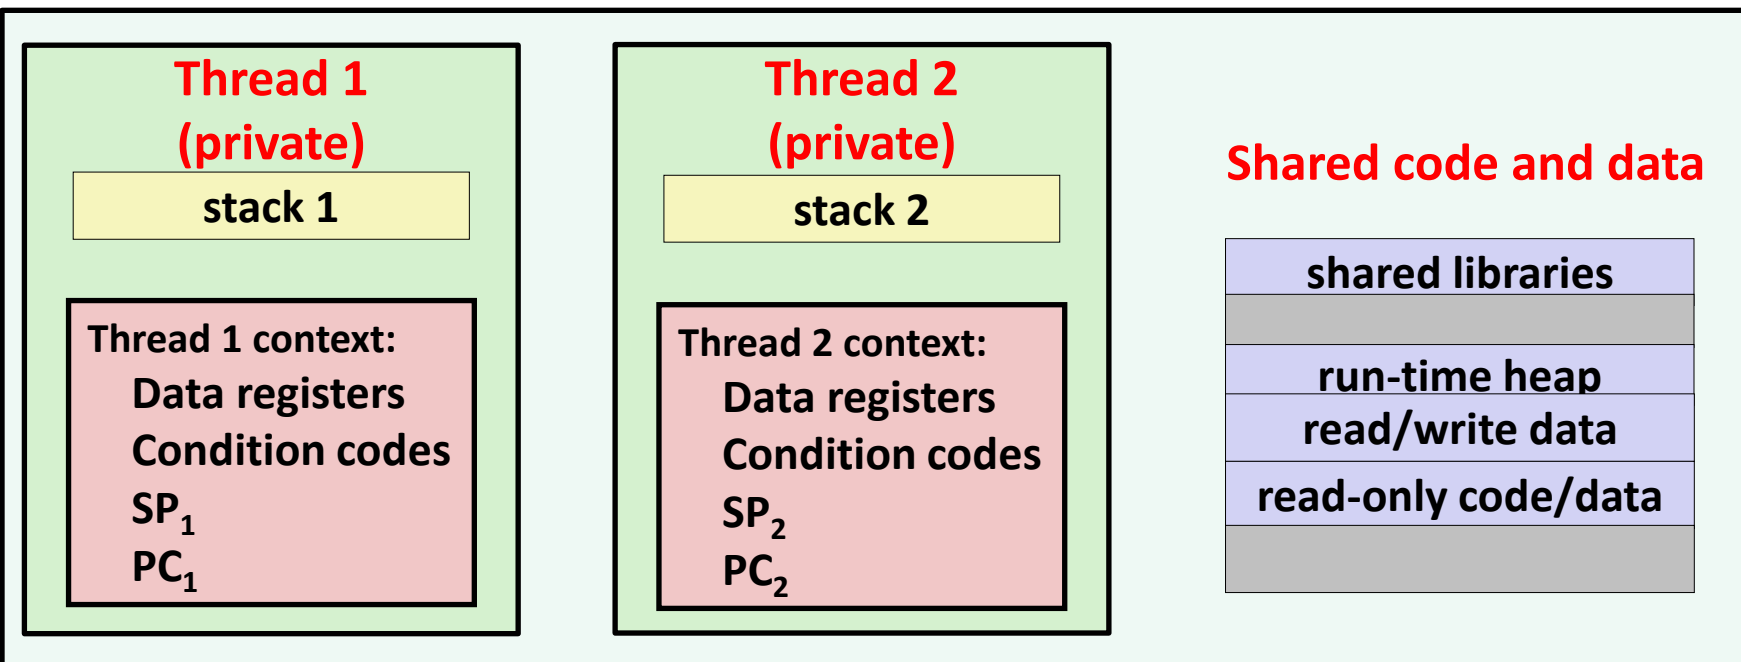 Thread 1
(private)
stack 1
Thread 1 context:
Data registers
Condition codes
SP₁
PC₁
Thread 2
(private)
stack 2
Thread 2 context:
Data registers
Condition codes
SP₂
PC₂
Shared code and data
shared libraries
run-time heap
read/write data
read-only code/data